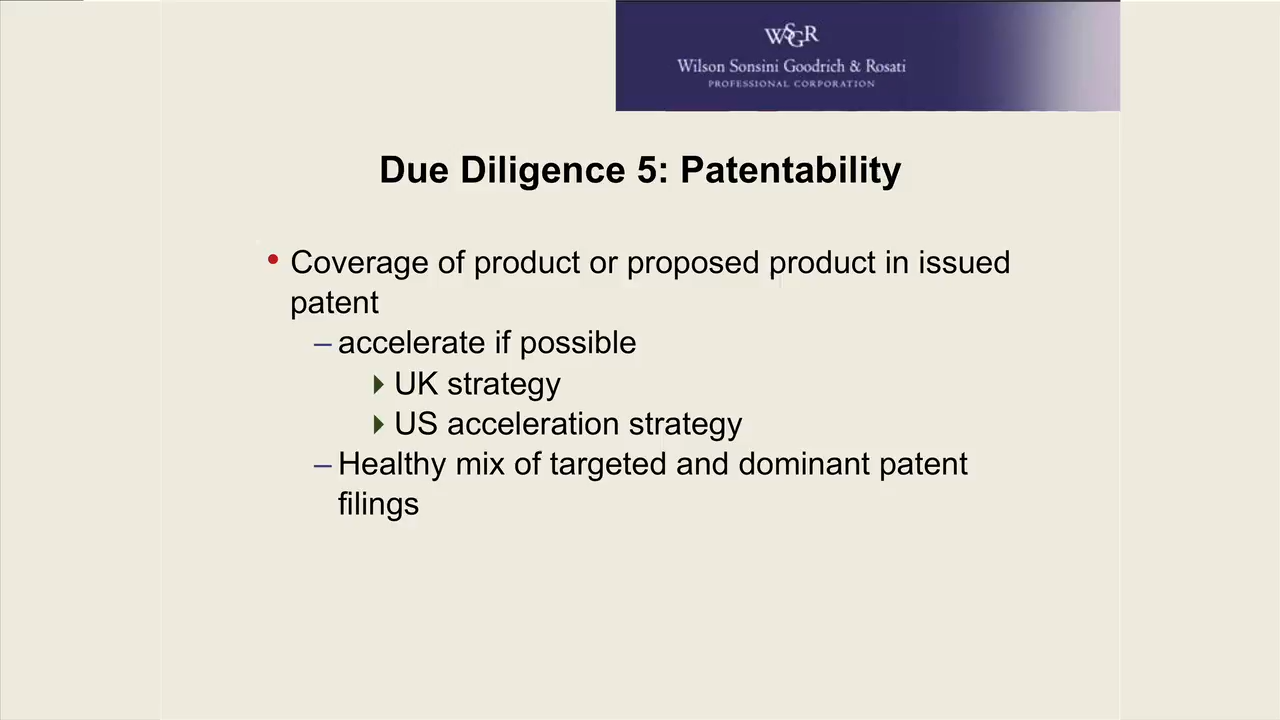 WSGR
Wilson Sonsini Goodrich & Rosati
PROFESSIONAL CORPORATION
Due Diligence 5: Patentability
• Coverage of product or proposed product in issued
patent
– accelerate if possible
UK strategy
US acceleration strategy
– Healthy mix of targeted and dominant patent
filings